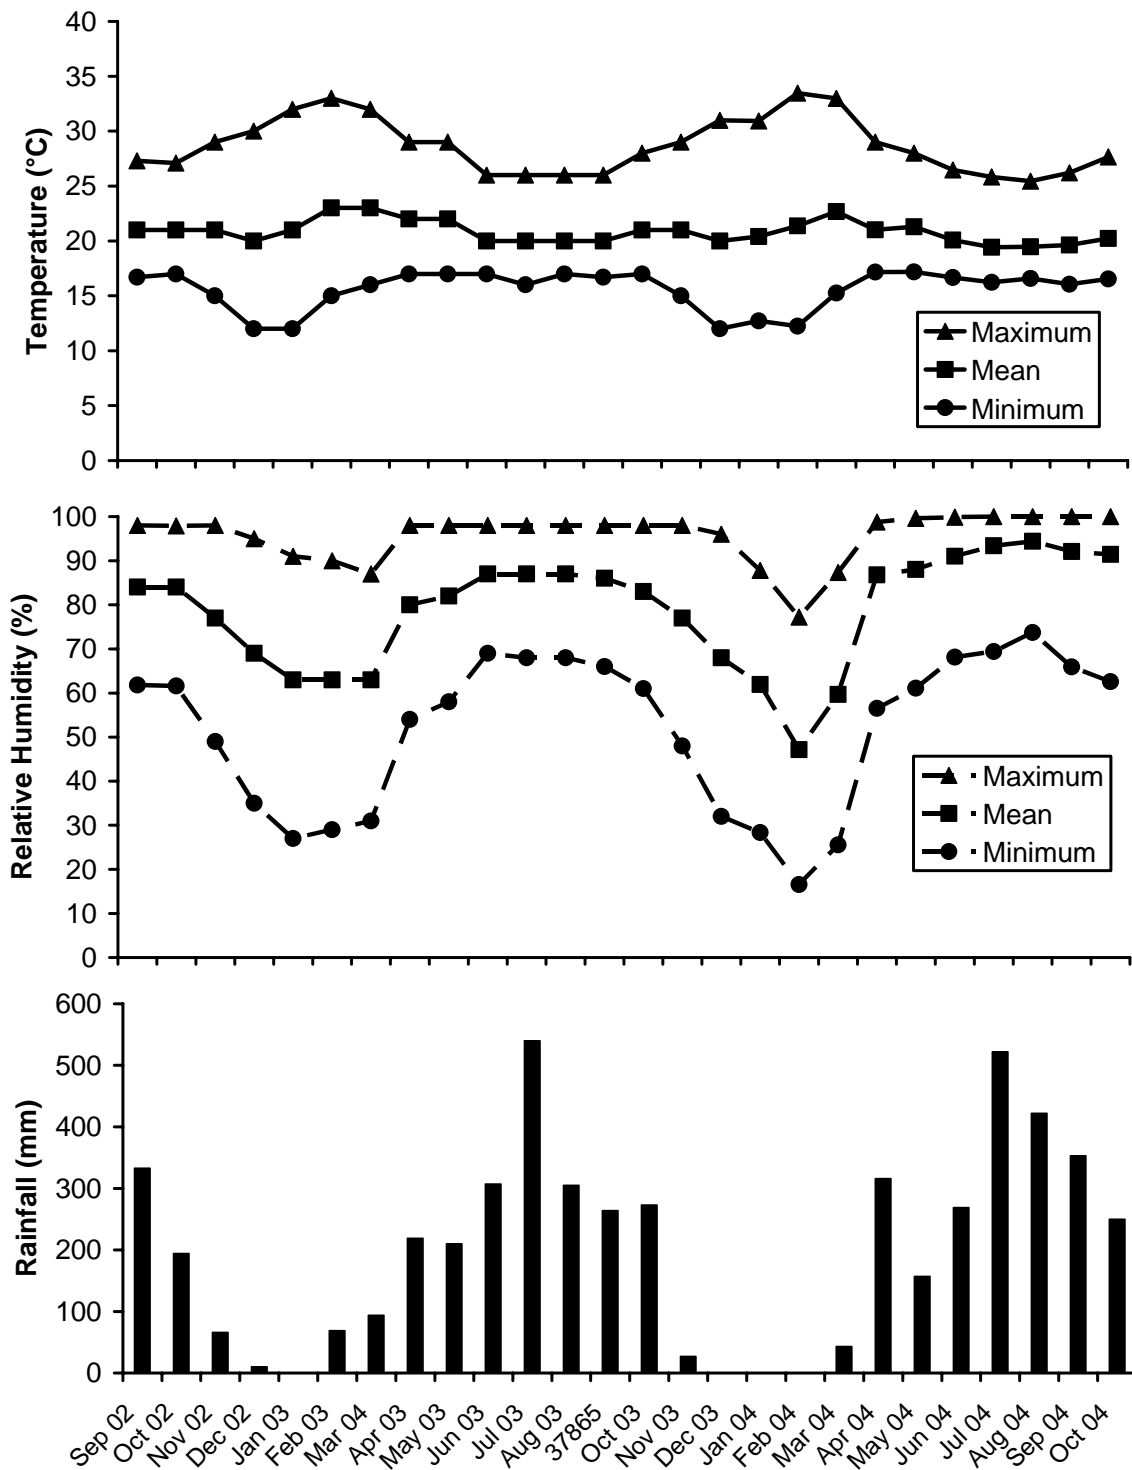 40
35
30
25
20
15
10
5
0
Temperature (°C)
Maximum
Mean
Minimum
100
90
80
70
60
50
40
30
20
10
0
Relative Humidity (%)
Maximum
Mean
Minimum
600
500
400
300
200
100
0
Rainfall (mm)
Sep 02
Oct 02
Nov 02
Dec 02
Jan 03
Feb 03
Mar 04
Apr 03
May 03
Jun 03
Jul 03
Aug 03
37865
Oct 03
Nov 03
Dec 03
Jan 04
Feb 04
Mar 04
Apr 04
May 04
Jun 04
Jul 04
Aug 04
Sep 04
Oct 04